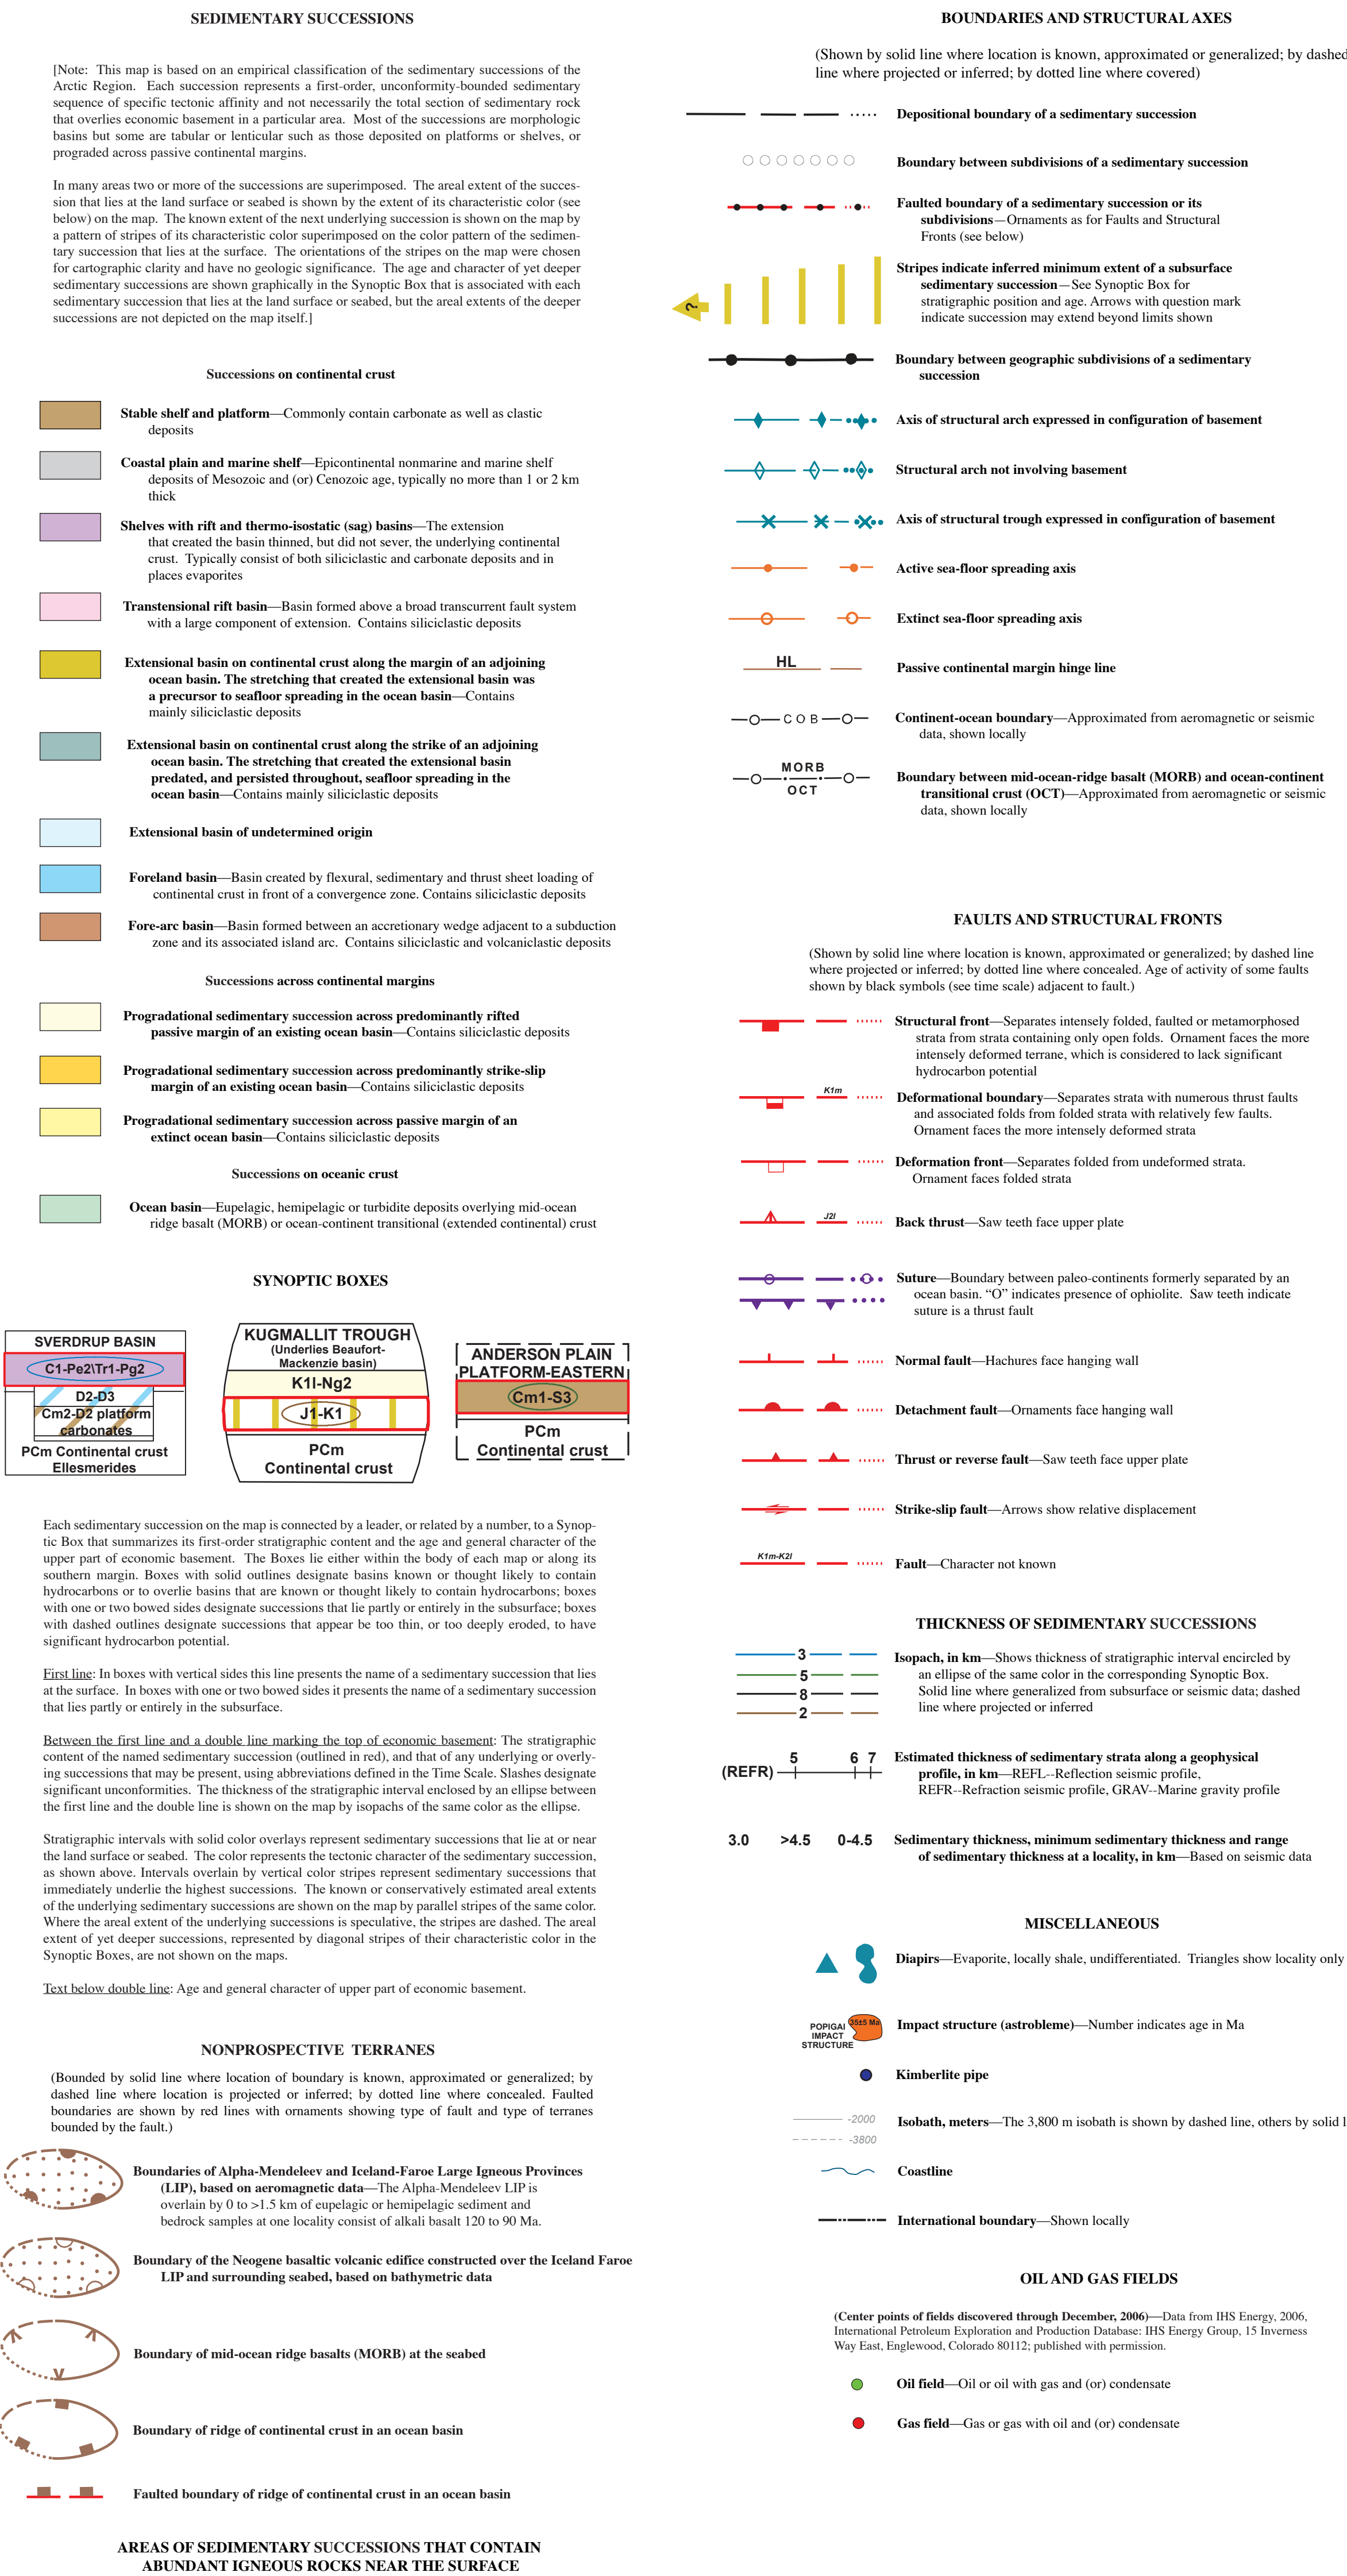 SEDIMENTARY SUCCESSIONS
[Note:  This map is based on an empirical classification of the sedimentary successions of the
Arctic Region.  Each succession represents a first-order, unconformity-bounded sedimentary
sequence of specific tectonic affinity and not necessarily the total section of sedimentary rock
that overlies economic basement in a particular area.  Most of the successions are morphologic
basins but some are tabular or lenticular such as those deposited on platforms or shelves, or
prograded across passive continental margins.
In many areas two or more of the successions are superimposed.  The areal extent of the succes-
sion that lies at the land surface or seabed is shown by the extent of its characteristic color (see
below) on the map.  The known extent of the next underlying succession is shown on the map by
a pattern of stripes of its characteristic color superimposed on the color pattern of the sedimen-
tary succession that lies at the surface.  The orientations of the stripes on the map were chosen
for cartographic clarity and have no geologic significance.  The age and character of yet deeper
sedimentary successions are shown graphically in the Synoptic Box that is associated with each
sedimentary succession that lies at the land surface or seabed, but the areal extents of the deeper
successions are not depicted on the map itself.]
Successions on continental crust
Stable shelf and platform—Commonly contain carbonate as well as clastic
deposits
Coastal plain and marine shelf—Epicontinental nonmarine and marine shelf
deposits of Mesozoic and (or) Cenozoic age, typically no more than 1 or 2 km
thick
Shelves with rift and thermo-isostatic (sag) basins—The extension
that created the basin thinned, but did not sever, the underlying continental
crust.  Typically consist of both siliciclastic and carbonate deposits and in
places evaporites
Transtensional rift basin—Basin formed above a broad transcurrent fault system
with a large component of extension.  Contains siliciclastic deposits
Extensional basin on continental crust along the margin of an adjoining
ocean basin. The stretching that created the extensional basin was
a precursor to seafloor spreading in the ocean basin—Contains
mainly siliciclastic deposits
Extensional basin on continental crust along the strike of an adjoining
ocean basin. The stretching that created the extensional basin
predated, and persisted throughout, seafloor spreading in the
ocean basin—Contains mainly siliciclastic deposits
Extensional basin of undetermined origin
Foreland basin—Basin created by flexural, sedimentary and thrust sheet loading of
continental crust in front of a convergence zone. Contains siliciclastic deposits
Fore-arc basin—Basin formed between an accretionary wedge adjacent to a subduction
zone and its associated island arc.  Contains siliciclastic and volcaniclastic deposits
Successions across continental margins
Progradational sedimentary succession across predominantly rifted
passive margin of an existing ocean basin—Contains siliciclastic deposits
Progradational sedimentary succession across predominantly strike-slip
margin of an existing ocean basin—Contains siliciclastic deposits
Progradational sedimentary succession across passive margin of an
extinct ocean basin—Contains siliciclastic deposits
Successions on oceanic crust
Ocean basin—Eupelagic, hemipelagic or turbidite deposits overlying mid-ocean
ridge basalt (MORB) or ocean-continent transitional (extended continental) crust
SYNOPTIC BOXES
SVERDRUP BASIN
C1-Pe2\Tr1-Pg2
D2-D3
Cm2-D2 platform
carbonates
PCm Continental crust
Ellesmerides
KUGMALLIT TROUGH
(Underlies Beaufort-
Mackenzie basin)
K1l-Ng2
J1-K1
PCm
Continental crust
ANDERSON PLAIN
PLATFORM-EASTERN
Cm1-S3
PCm
Continental crust
Each sedimentary succession on the map is connected by a leader, or related by a number, to a Synop-
tic Box that summarizes its first-order stratigraphic content and the age and general character of the
upper part of economic basement.  The Boxes lie either within the body of each map or along its
southern margin. Boxes with solid outlines designate basins known or thought likely to contain
hydrocarbons or to overlie basins that are known or thought likely to contain hydrocarbons; boxes
with one or two bowed sides designate successions that lie partly or entirely in the subsurface; boxes
with dashed outlines designate successions that appear be too thin, or too deeply eroded, to have
significant hydrocarbon potential.
First line: In boxes with vertical sides this line presents the name of a sedimentary succession that lies
at the surface.  In boxes with one or two bowed sides it presents the name of a sedimentary succession
that lies partly or entirely in the subsurface.
Between the first line and a double line marking the top of economic basement: The stratigraphic
content of the named sedimentary succession (outlined in red), and that of any underlying or overly-
ing successions that may be present, using abbreviations defined in the Time Scale. Slashes designate
significant unconformities.  The thickness of the stratigraphic interval enclosed by an ellipse between
the first line and the double line is shown on the map by isopachs of the same color as the ellipse.
Stratigraphic intervals with solid color overlays represent sedimentary successions that lie at or near
the land surface or seabed.  The color represents the tectonic character of the sedimentary succession,
as shown above. Intervals overlain by vertical color stripes represent sedimentary successions that
immediately underlie the highest successions.  The known or conservatively estimated areal extents
of the underlying sedimentary successions are shown on the map by parallel stripes of the same color.
Where the areal extent of the underlying successions is speculative, the stripes are dashed. The areal
extent of yet deeper successions, represented by diagonal stripes of their characteristic color in the
Synoptic Boxes, are not shown on the maps.
Text below double line: Age and general character of upper part of economic basement.
NONPROSPECTIVE  TERRANES
(Bounded by solid line where location of boundary is known, approximated or generalized; by
dashed line where location is projected or inferred; by dotted line where concealed. Faulted
boundaries are shown by red lines with ornaments showing type of fault and type of terranes
bounded by the fault.)
Boundaries of Alpha-Mendeleev and Iceland-Faroe Large Igneous Provinces
(LIP), based on aeromagnetic data—The Alpha-Mendeleev LIP is
overlain by 0 to >1.5 km of eupelagic or hemipelagic sediment and
bedrock samples at one locality consist of alkali basalt 120 to 90 Ma.
Boundary of the Neogene basaltic volcanic edifice constructed over the Iceland Faroe
LIP and surrounding seabed, based on bathymetric data
Boundary of mid-ocean ridge basalts (MORB) at the seabed
Boundary of ridge of continental crust in an ocean basin
Faulted boundary of ridge of continental crust in an ocean basin
AREAS OF SEDIMENTARY SUCCESSIONS THAT CONTAIN
ABUNDANT IGNEOUS ROCKS NEAR THE SURFACE
BOUNDARIES AND STRUCTURAL AXES
(Shown by solid line where location is known, approximated or generalized; by dashed
line where projected or inferred; by dotted line where covered)
Depositional boundary of a sedimentary succession
Boundary between subdivisions of a sedimentary succession
Faulted boundary of a sedimentary succession or its
subdivisions—Ornaments as for Faults and Structural
Fronts (see below)
?
Stripes indicate inferred minimum extent of a subsurface
sedimentary succession—See Synoptic Box for
stratigraphic position and age. Arrows with question mark
indicate succession may extend beyond limits shown
Boundary between geographic subdivisions of a sedimentary
succession
Axis of structural arch expressed in configuration of basement
Structural arch not involving basement
Axis of structural trough expressed in configuration of basement
Active sea-floor spreading axis
Extinct sea-floor spreading axis
HL
Passive continental margin hinge line
COB
Continent-ocean boundary—Approximated from aeromagnetic or seismic
data, shown locally
MORB
OCT
Boundary between mid-ocean-ridge basalt (MORB) and ocean-continent
transitional crust (OCT)—Approximated from aeromagnetic or seismic
data, shown locally
FAULTS AND STRUCTURAL FRONTS
(Shown by solid line where location is known, approximated or generalized; by dashed line
where projected or inferred; by dotted line where concealed. Age of activity of some faults
shown by black symbols (see time scale) adjacent to fault.)
Structural front—Separates intensely folded, faulted or metamorphosed
strata from strata containing only open folds.  Ornament faces the more
intensely deformed terrane, which is considered to lack significant
hydrocarbon potential
K1m
Deformational boundary—Separates strata with numerous thrust faults
and associated folds from folded strata with relatively few faults.
Ornament faces the more intensely deformed strata
Deformation front—Separates folded from undeformed strata.
Ornament faces folded strata
J2l
Back thrust—Saw teeth face upper plate
Suture—Boundary between paleo-continents formerly separated by an
ocean basin. “O” indicates presence of ophiolite.  Saw teeth indicate
suture is a thrust fault
Normal fault—Hachures face hanging wall
Detachment fault—Ornaments face hanging wall
Thrust or reverse fault—Saw teeth face upper plate
Strike-slip fault—Arrows show relative displacement
K1m-K2l
Fault—Character not known
THICKNESS OF SEDIMENTARY SUCCESSIONS
3
5
8
2
Isopach, in km—Shows thickness of stratigraphic interval encircled by
an ellipse of the same color in the corresponding Synoptic Box.
Solid line where generalized from subsurface or seismic data; dashed
line where projected or inferred
(REFR) 5 6 7
Estimated thickness of sedimentary strata along a geophysical
profile, in km—REFL--Reflection seismic profile,
REFR--Refraction seismic profile, GRAV--Marine gravity profile
3.0 >4.5 0-4.5
Sedimentary thickness, minimum sedimentary thickness and range
of sedimentary thickness at a locality, in km—Based on seismic data
MISCELLANEOUS
Diapirs—Evaporite, locally shale, undifferentiated.  Triangles show locality only
POPIGAI
IMPACT
STRUCTURE
35±5 Ma
Impact structure (astrobleme)—Number indicates age in Ma
Kimberlite pipe
-2000
-3800
Isobath, meters—The 3,800 m isobath is shown by dashed line, others by solid l
Coastline
International boundary—Shown locally
OIL AND GAS FIELDS
(Center points of fields discovered through December, 2006)—Data from IHS Energy, 2006,
International Petroleum Exploration and Production Database: IHS Energy Group, 15 Inverness
Way East, Englewood, Colorado 80112; published with permission.
Oil field—Oil or oil with gas and (or) condensate
Gas field—Gas or gas with oil and (or) condensate